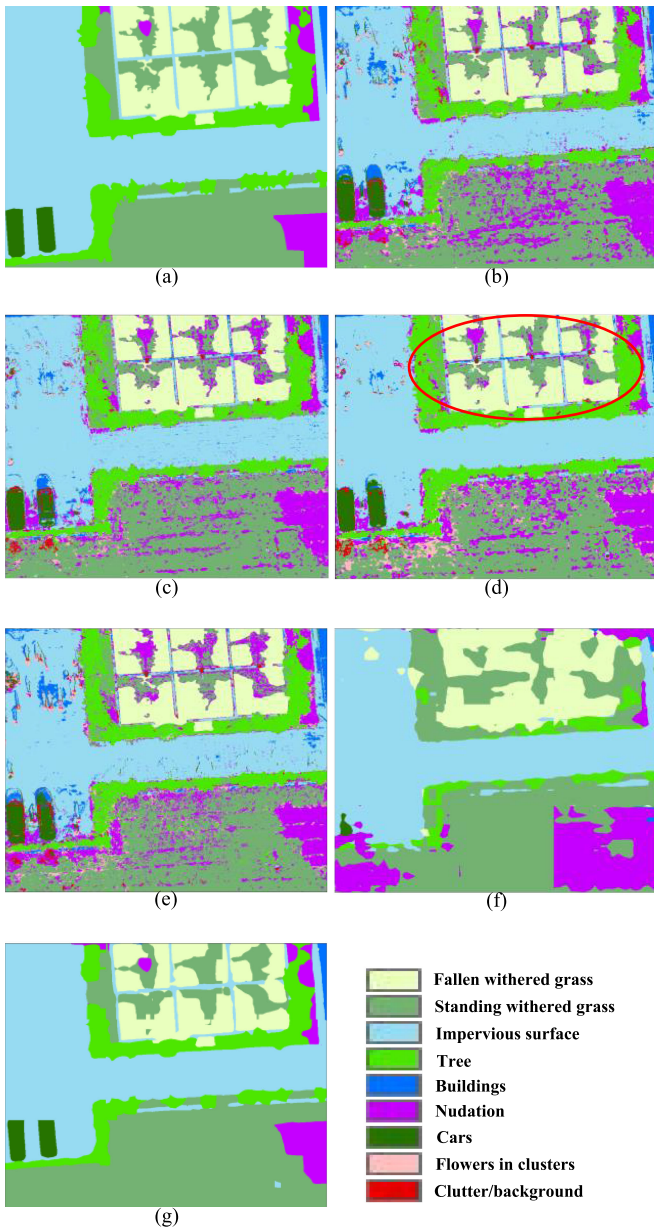 (a)
(b)
(c)
(d)
(e)
(f)
(g)
Fallen withered grass
Standing withered grass
Impervious surface
Tree
Buildings
Nudation
Cars
Flowers in clusters
Clutter/background